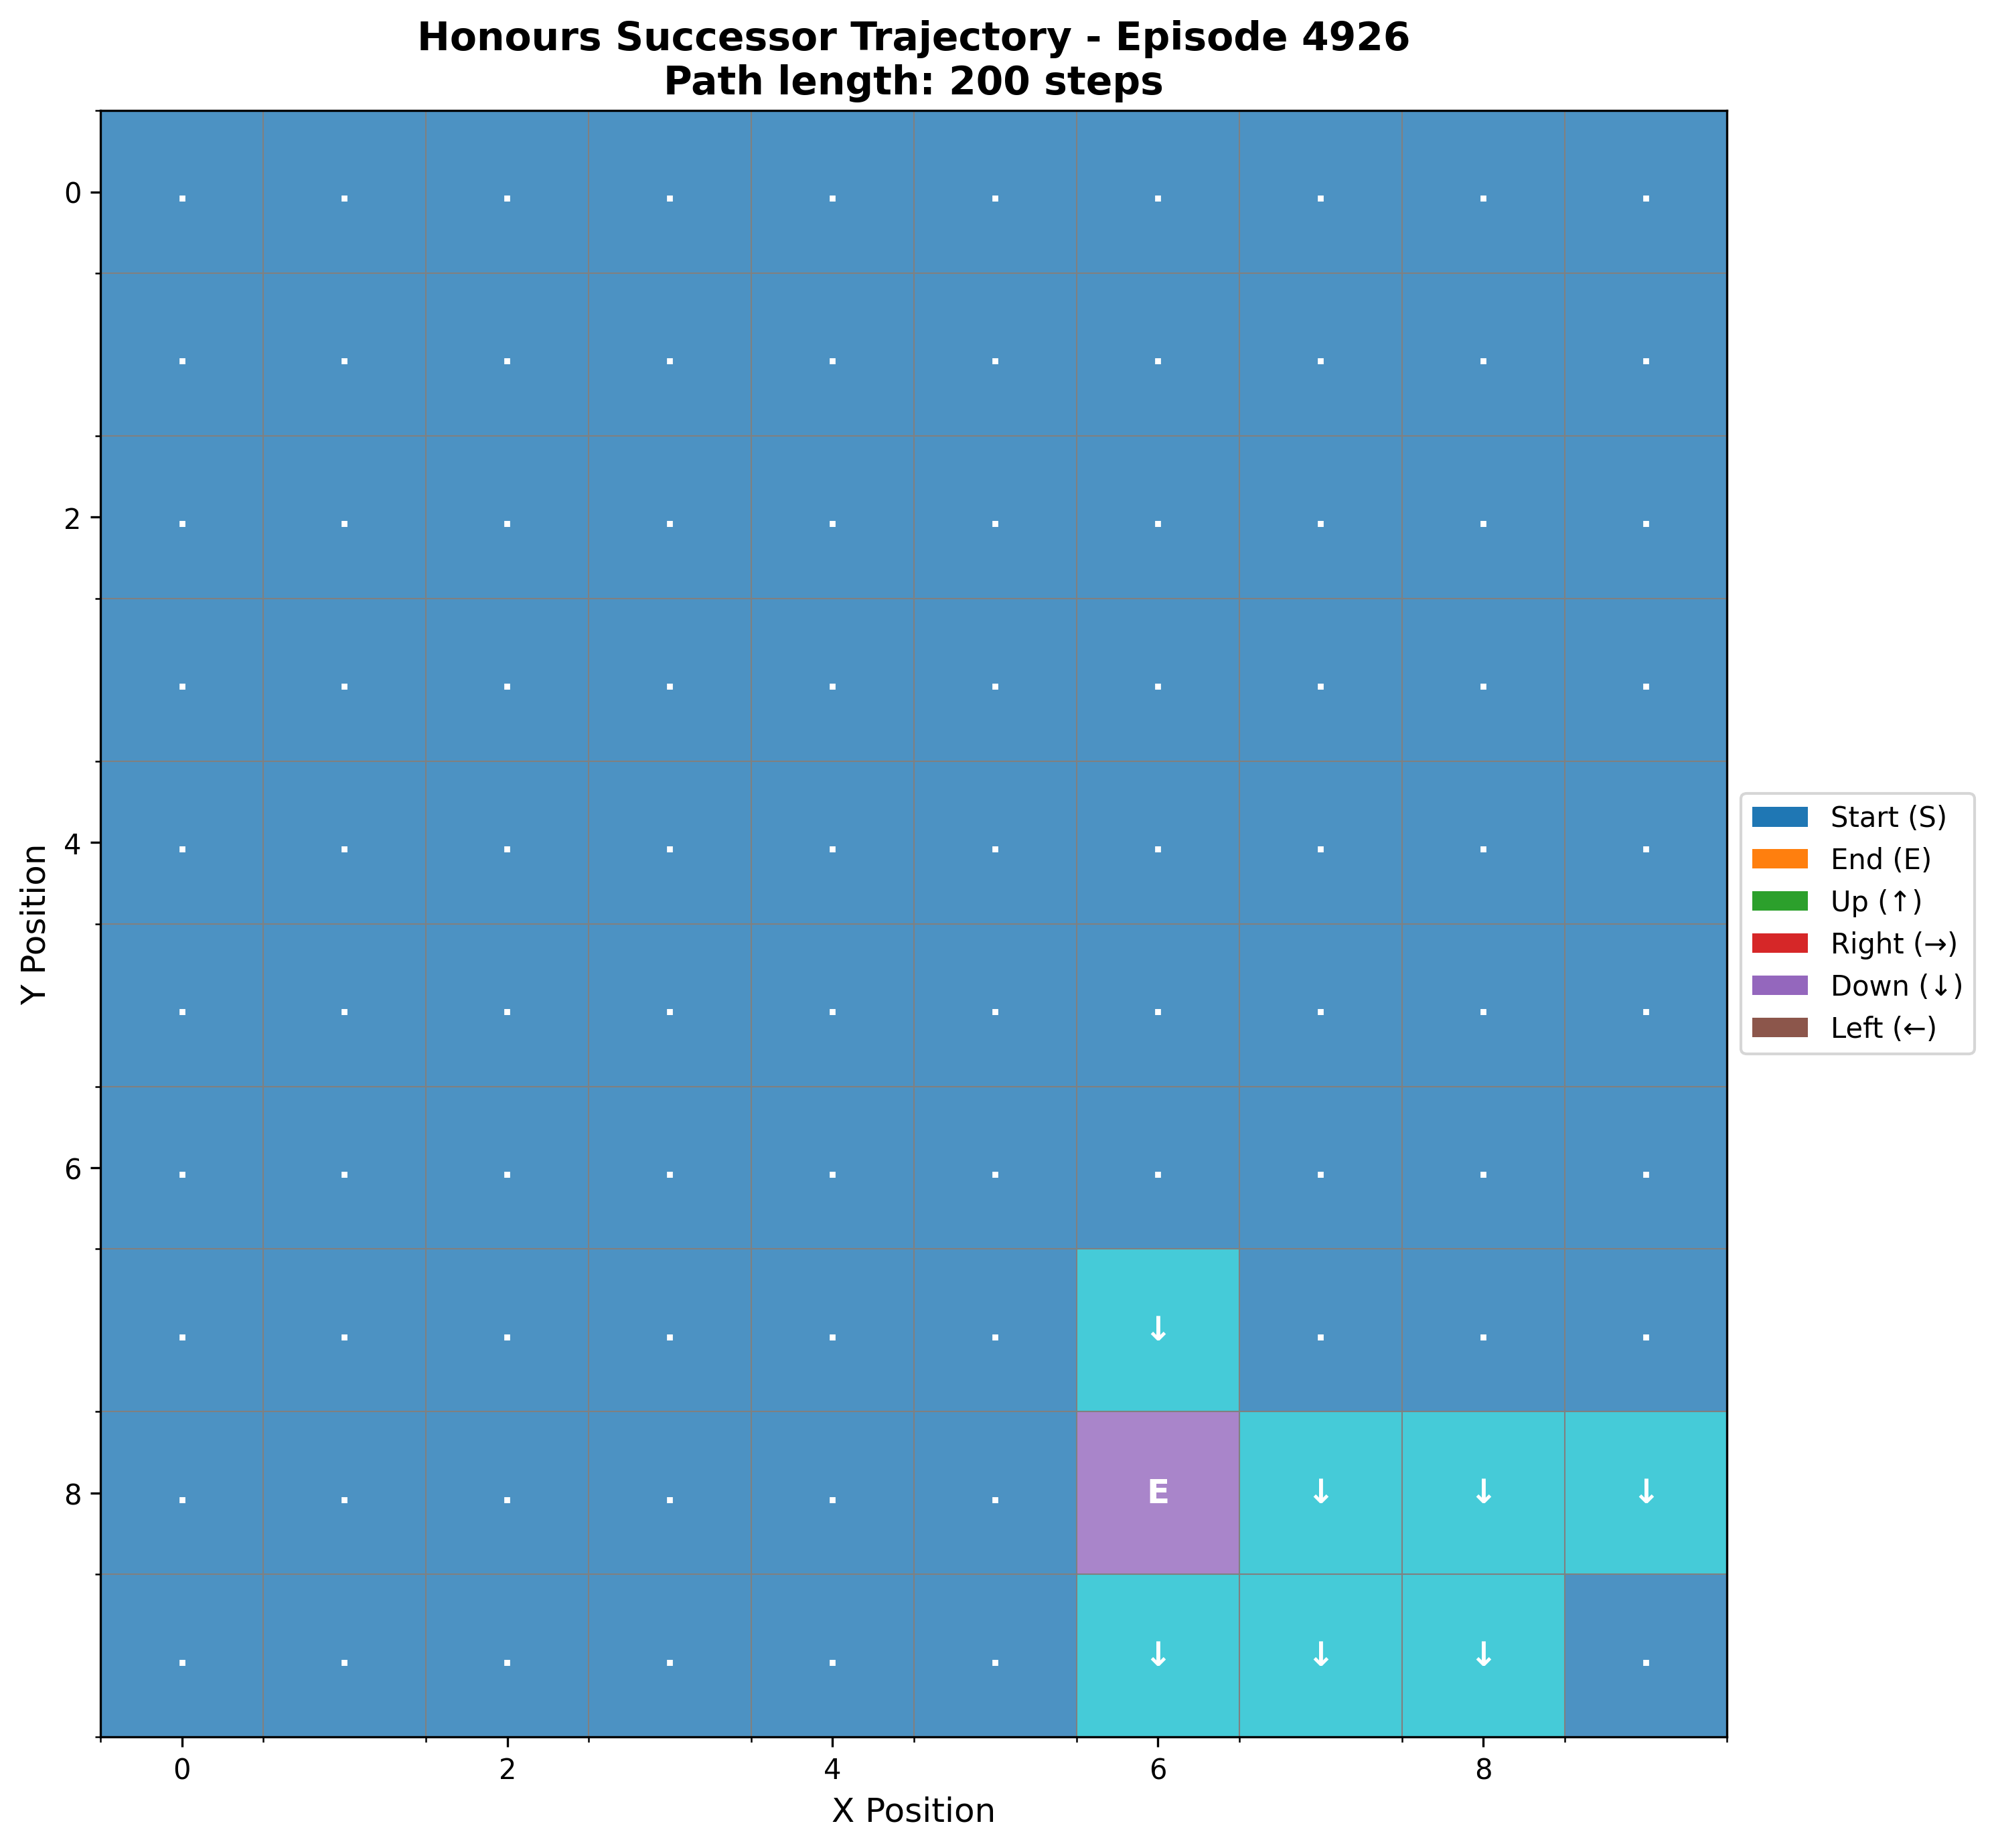 Honours Successor Trajectory - Episode 4926
Path length: 200 steps
0
· · · · · · · · · ·
· · · · · · · · · ·
2
· · · · · · · · · ·
· · · · · · · · · ·
4
· · · · · · · · · ·
· · · · · · · · · ·
6
· · · · · · · · · ·
· · · · · · ↓ · · ·
8
· · · · · · E ↓ ↓ ↓
· · · · · · ↓ ↓ ↓ ·
Y Position
0 2 4 6 8
X Position
Start (S)
End (E)
Up (↑)
Right (→)
Down (↓)
Left (←)